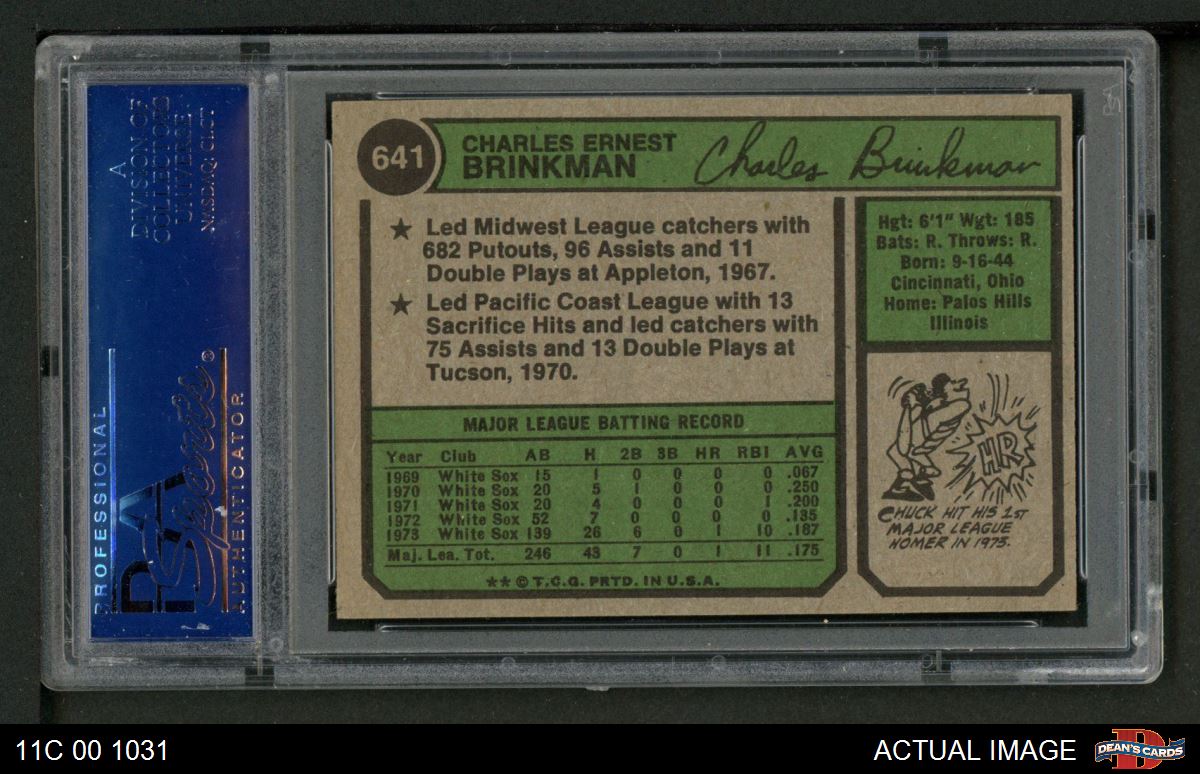 A
DIVISION OF
COLLECTORS
UNIVERSE
NASDAQ: CLCT
PROFESSIONAL
PSA
Sports®
AUTHENTICATOR
641
CHARLES ERNEST
BRINKMAN
Charles Brinkman
★ Led Midwest League catchers with
682 Putouts, 96 Assists and 11
Double Plays at Appleton, 1967.
★ Led Pacific Coast League with 13
Sacrifice Hits and led catchers with
75 Assists and 13 Double Plays at
Tucson, 1970.
Hgt: 6'1" Wgt: 185
Bats: R. Throws: R.
Born: 9-16-44
Cincinnati, Ohio
Home: Palos Hills
Illinois
MAJOR LEAGUE BATTING RECORD
Year Club AB H 2B 3B HR RBI AVG
1969 White Sox 15 1 0 0 0 0 .067
1970 White Sox 20 5 1 0 0 0 .250
1971 White Sox 20 4 0 0 0 1 .200
1972 White Sox 52 7 0 0 0 0 .135
1973 White Sox 139 26 6 0 1 10 .187
Maj. Lea. Tot. 246 43 7 0 1 11 .175
★★ © T.C.G. PRTD. IN U.S.A.
HR
CHUCK HIT HIS 1ST
MAJOR LEAGUE
HOMER IN 1973.
11C 00 1031
ACTUAL IMAGE
DEAN'S CARDS